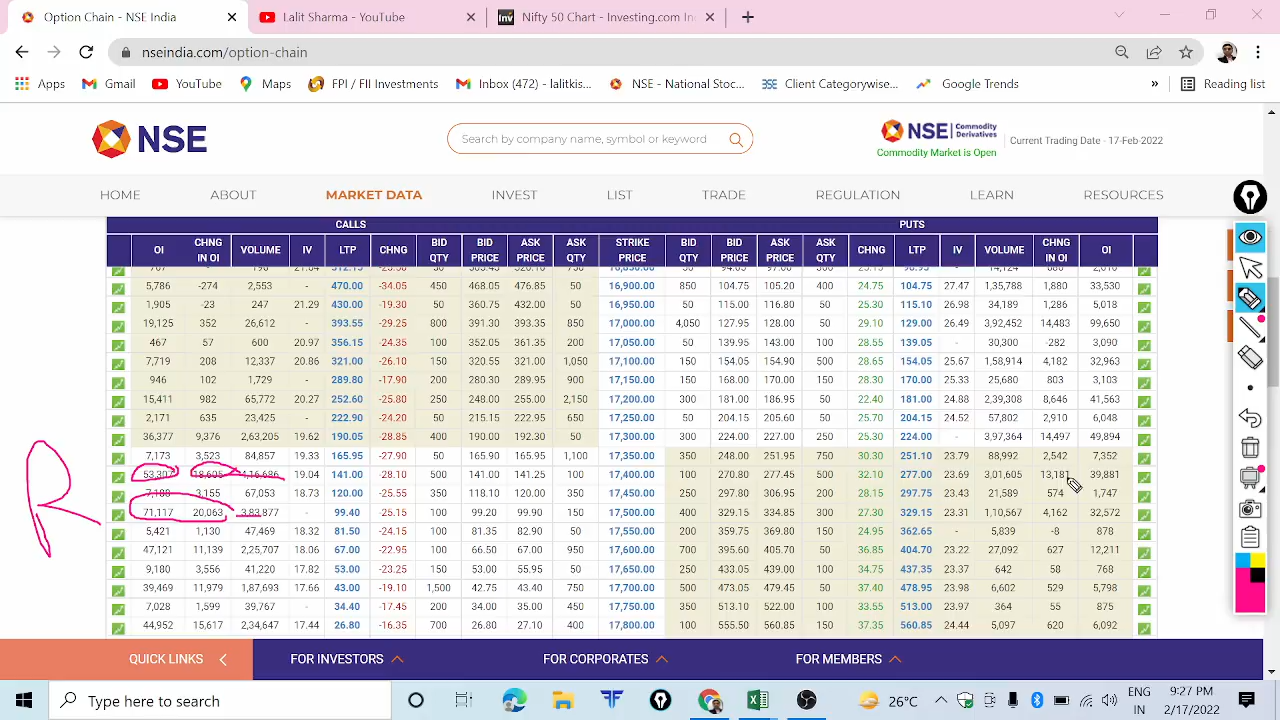 Option Chain - NSE India
Live - YouTube
Nifty 50 Chart - Investing.com In
nseindia.com/option-chain
Apps Gmail YouTube Maps FPI / FII Investments Inbox (472) - lalitkis... NSE - National Stoc... Client Categorywise... Google Trends » Reading list
NSE
Search by company name, symbol or keyword
NSE Commodity Derivatives
Commodity Market is Open
Current Trading Date - 17-Feb-2022
HOME ABOUT MARKET DATA INVEST LIST TRADE REGULATION LEARN RESOURCES
CALLS PUTS
OI CHNG IN OI VOLUME IV LTP CHNG BID QTY BID PRICE ASK PRICE ASK QTY STRIKE PRICE BID QTY BID PRICE ASK PRICE ASK QTY CHNG LTP IV VOLUME CHNG IN OI OI
5,786 -274 2,553 - 470.00 -34.05 450 468.05 476.85 50 16,900.00 850 104.75 105.20 400 24.75 104.75 27.47 1,35,788 1,880 33,530
1,905 23 247 21.29 430.00 -19.30 50 360.75 432.00 50 16,950.00 50 115.00 116.80 50 25.30 115.10 26.98 34,189 1,286 5,018
19,125 352 26,612 - 393.55 -29.25 800 391.30 393.35 850 17,000.00 4,050 127.95 128.00 50 29.10 129.00 26.49 3,92,452 14,483 99,650
467 57 600 20.97 356.15 -24.35 100 352.05 361.35 200 17,050.00 50 139.95 143.00 100 28.55 139.05 - 30,300 -282 3,090
7,719 208 12,337 20.86 321.00 -26.10 150 320.55 321.00 1,050 17,100.00 150 154.05 154.90 500 28.65 154.05 25.67 1,58,914 4,182 32,963
946 102 1,729 - 289.80 -17.90 200 280.30 289.95 900 17,150.00 150 168.00 170.00 150 28.30 170.00 25.33 25,680 803 3,103
15,411 982 65,772 20.27 252.60 -25.80 250 248.00 255.00 2,150 17,200.00 300 181.00 186.95 50 22.40 181.00 24.88 2,39,308 8,646 41,563
2,171 635 23,425 - 222.90 -24.20 50 215.15 222.95 650 17,250.00 50 204.15 205.60 50 25.70 204.15 24.52 57,802 2,910 6,048
36,377 9,376 2,63,205 19.62 190.05 -28.85 400 190.00 192.30 50 17,300.00 300 224.00 227.00 250 25.30 224.00 - 3,97,364 14,497 49,894
7,173 3,523 84,857 19.33 165.95 -27.90 50 165.90 165.95 1,100 17,350.00 100 248.00 251.95 750 30.30 251.10 23.79 88,992 2,542 7,352
53,307 18,605 4,16,686 19.04 141.00 -28.10 500 141.00 141.25 100 17,400.00 100 270.80 277.45 500 32.20 277.00 23.69 3,01,605 13,181 39,881
7,188 3,155 67,053 18.73 120.00 -25.55 350 118.10 120.00 350 17,450.00 250 297.80 306.95 200 28.15 297.75 23.43 21,589 574 1,747
71,117 20,063 3,83,877 - 99.40 -25.15 100 99.20 99.90 150 17,500.00 400 329.15 334.85 300 27.30 329.15 23.31 1,10,567 4,162 32,572
5,421 1,130 47,469 18.32 81.50 -24.15 100 81.35 82.90 50 17,550.00 200 359.75 369.95 50 31.25 362.65 - 5,839 -8 878
47,121 11,139 2,25,707 18.06 67.00 -22.95 100 66.50 67.00 950 17,600.00 700 395.65 405.70 50 36.85 404.70 23.22 27,092 627 12,211
9,180 3,556 41,220 17.82 53.00 -23.25 150 53.00 55.95 50 17,650.00 250 433.05 439.00 100 34.75 437.35 23.37 642 58 768
39,469 11,979 1,87,693 17.66 43.00 -19.10 1,500 42.75 43.40 750 17,700.00 500 473.05 479.10 50 37.40 478.95 23.36 6,602 529 5,798
7,028 1,599 39,767 - 34.40 -17.45 200 34.00 35.00 450 17,750.00 350 513.10 522.00 100 33.55 513.00 23.97 364 55 875
44,952 15,617 2,34,647 17.44 26.80 -16.35 700 26.80 27.10 400 17,800.00 100 555.50 560.85 150 37.35 560.85 24.44 5,097 620 6,092
R
QUICK LINKS FOR INVESTORS FOR CORPORATES FOR MEMBERS
Type here to search
26°C
ENG
IN
9:27 PM
2/17/2022